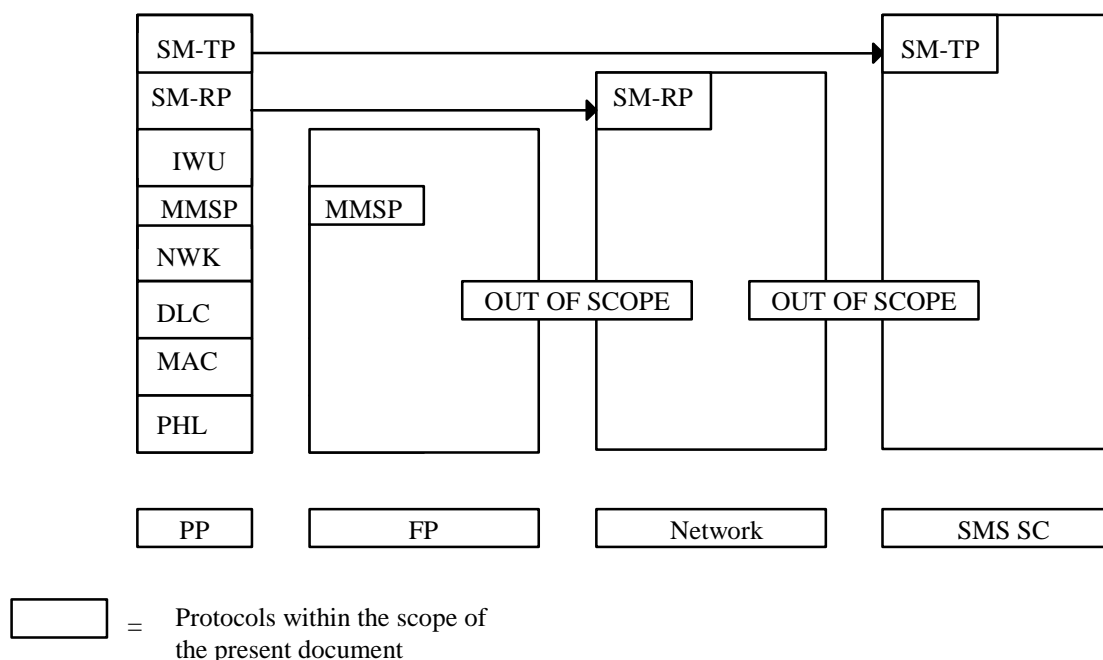 SM-TP
SM-TP
SM-RP
SM-RP
IWU
MMSP
MMSP
NWK
OUT OF SCOPE
OUT OF SCOPE
DLC
MAC
PHL
PP
FP
Network
SMS SC
= Protocols within the scope of
the present document